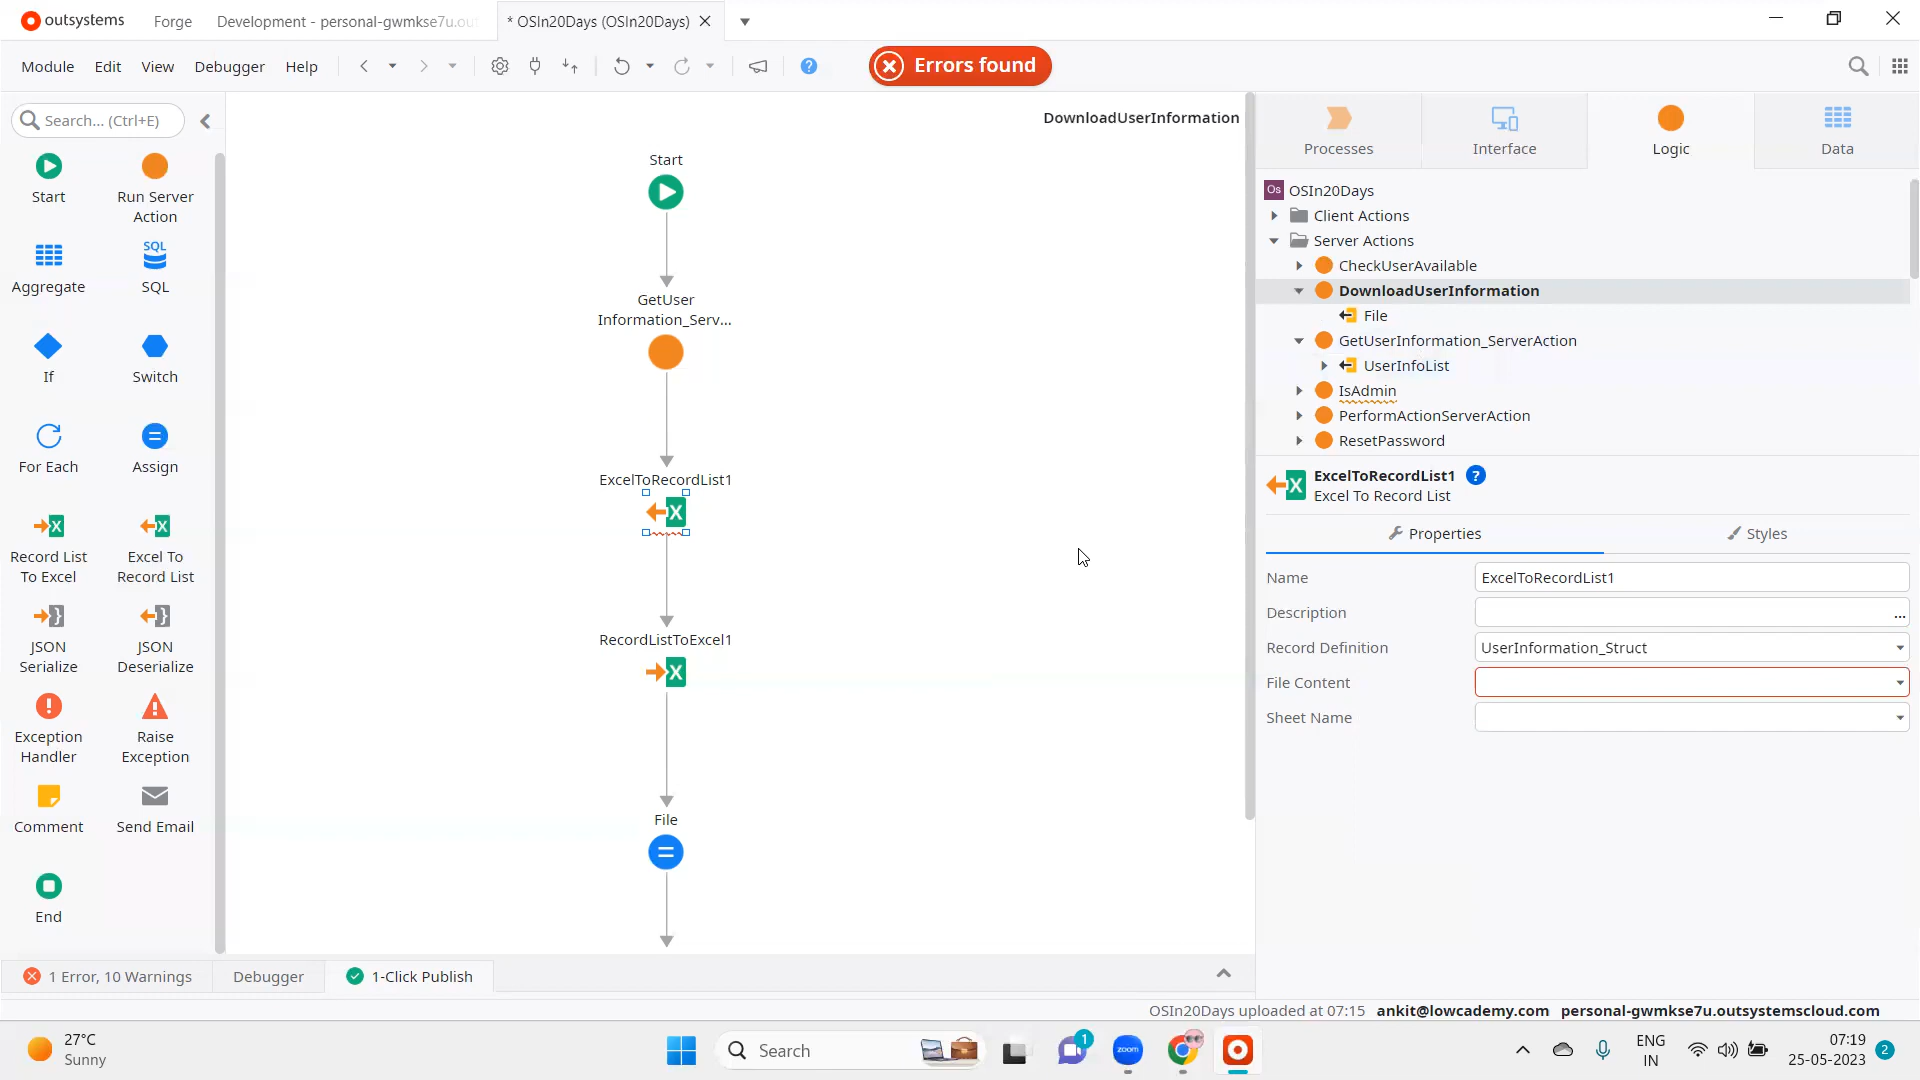 outsystems
Forge
Development - personal-gwmkse7u.ou
* OSIn20Days (OSIn20Days)
Module
Edit
View
Debugger
Help
Errors found
Search... (Ctrl+E)
Start
Run Server
Action
Aggregate
SQL
SQL
If
Switch
For Each
Assign
Record List
To Excel
Excel To
Record List
JSON
Serialize
JSON
Deserialize
Exception
Handler
Raise
Exception
Comment
Send Email
End
DownloadUserInformation
Start
GetUser
Information_Serv...
ExcelToRecordList1
RecordListToExcel1
File
Processes
Interface
Logic
Data
Os OSIn20Days
Client Actions
Server Actions
CheckUserAvailable
DownloadUserInformation
File
GetUserInformation_ServerAction
UserInfoList
IsAdmin
PerformActionServerAction
ResetPassword
ExcelToRecordList1
Excel To Record List
Properties
Styles
Name
ExcelToRecordList1
Description
...
Record Definition
UserInformation_Struct
File Content
Sheet Name
1 Error, 10 Warnings
Debugger
1-Click Publish
OSIn20Days uploaded at 07:15 ankit@lowcademy.com personal-gwmkse7u.outsystemscloud.com
27°C
Sunny
Search
1
zoom
ENG
IN
07:19
25-05-2023
2